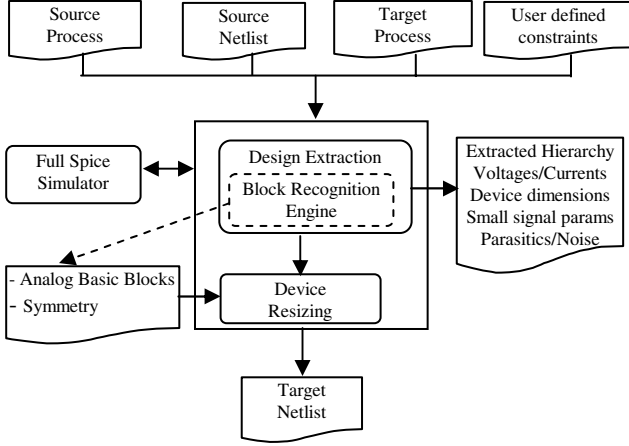 Source
Process
Source
Netlist
Target
Process
User defined
constraints
Full Spice
Simulator
Design Extraction
Block Recognition
Engine
Extracted Hierarchy
Voltages/Currents
Device dimensions
Small signal params
Parasitics/Noise
- Analog Basic Blocks
- Symmetry
Device
Resizing
Target
Netlist